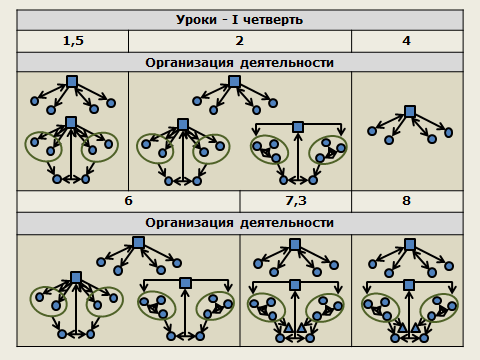 Уроки - I четверть
1,5 2 4
Организация деятельности
6 7,3 8
Организация деятельности